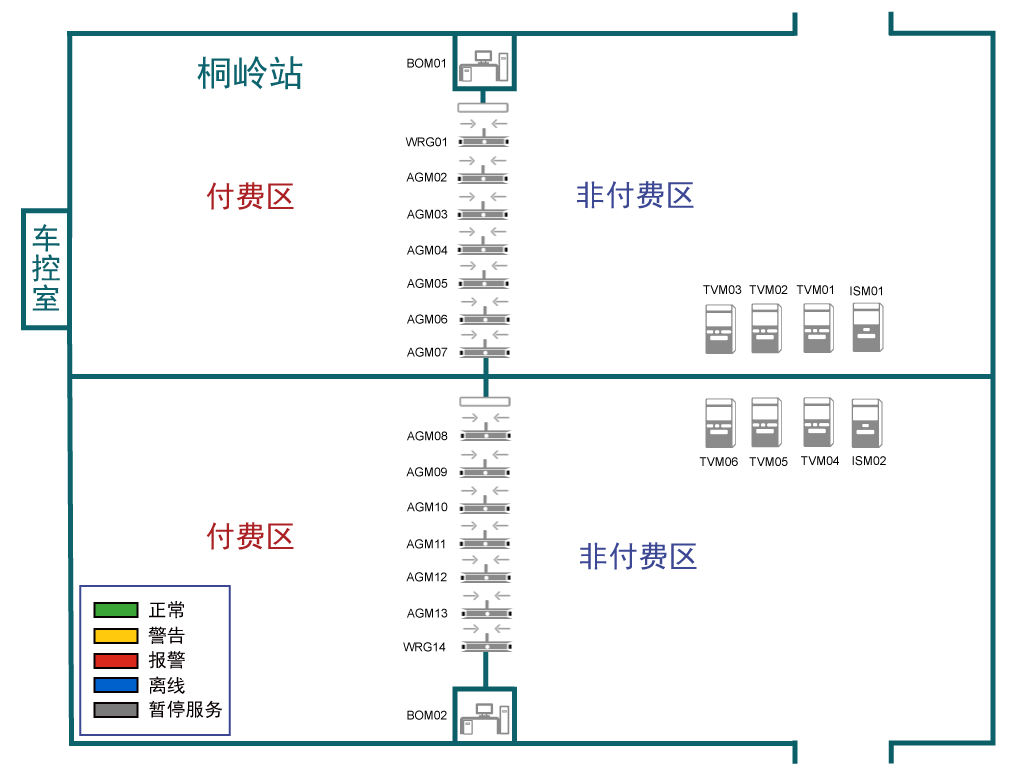 BOM01
桐岭站
WRG01
AGM02
付费区
非付费区
AGM03
车控室
AGM04
AGM05
TVM03 TVM02 TVM01 ISM01
AGM06
AGM07
AGM08
TVM06 TVM05 TVM04 ISM02
AGM09
AGM10
付费区
AGM11
非付费区
AGM12
AGM13
正常
警告
WRG14
报警
离线
暂停服务
BOM02